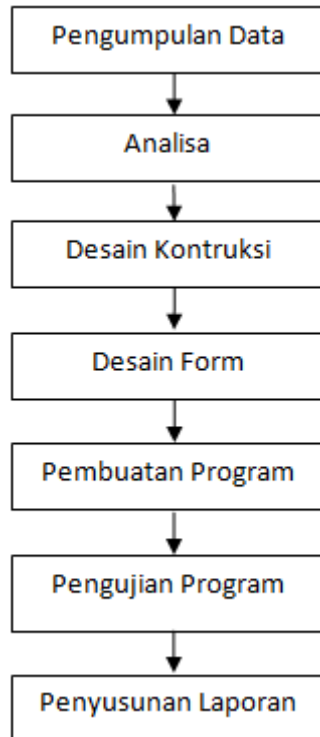 Pengumpulan Data
Analisa
Desain Kontruksi
Desain Form
Pembuatan Program
Pengujian Program
Penyusunan Laporan